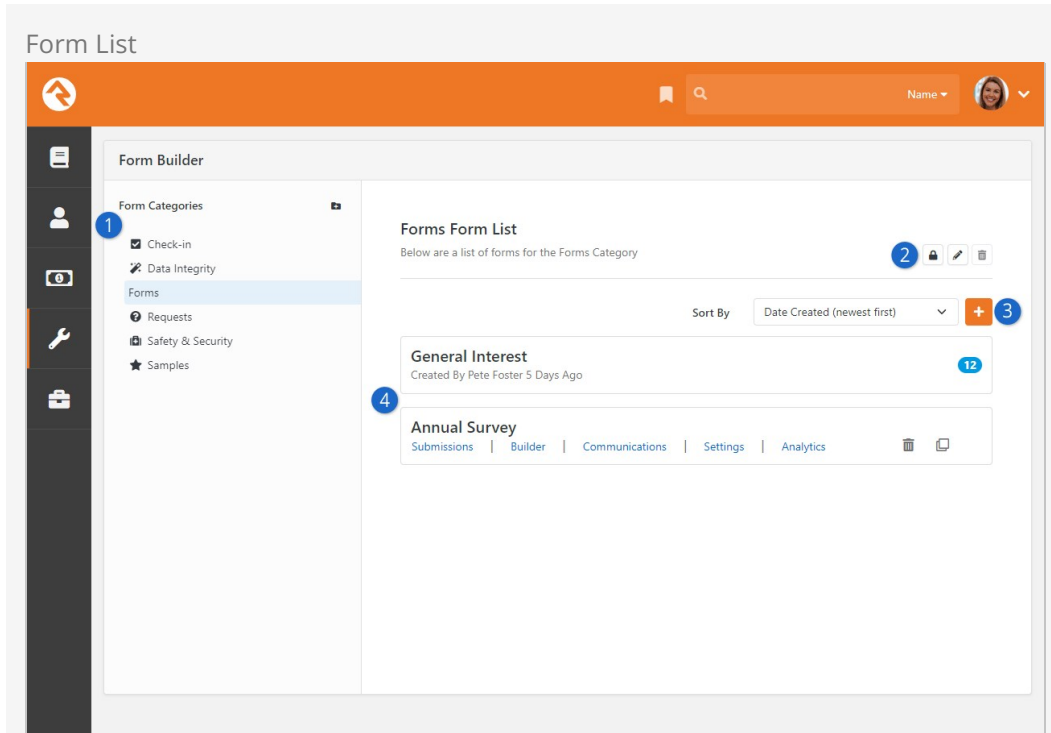 Form List
Name
Form Builder
Form Categories
1
Check-in
Data Integrity
Forms
Requests
Safety & Security
Samples
Forms Form List
Below are a list of forms for the Forms Category
2
Sort By
Date Created (newest first)
+
3
General Interest
Created By Pete Foster 5 Days Ago
12
4
Annual Survey
Submissions | Builder | Communications | Settings | Analytics